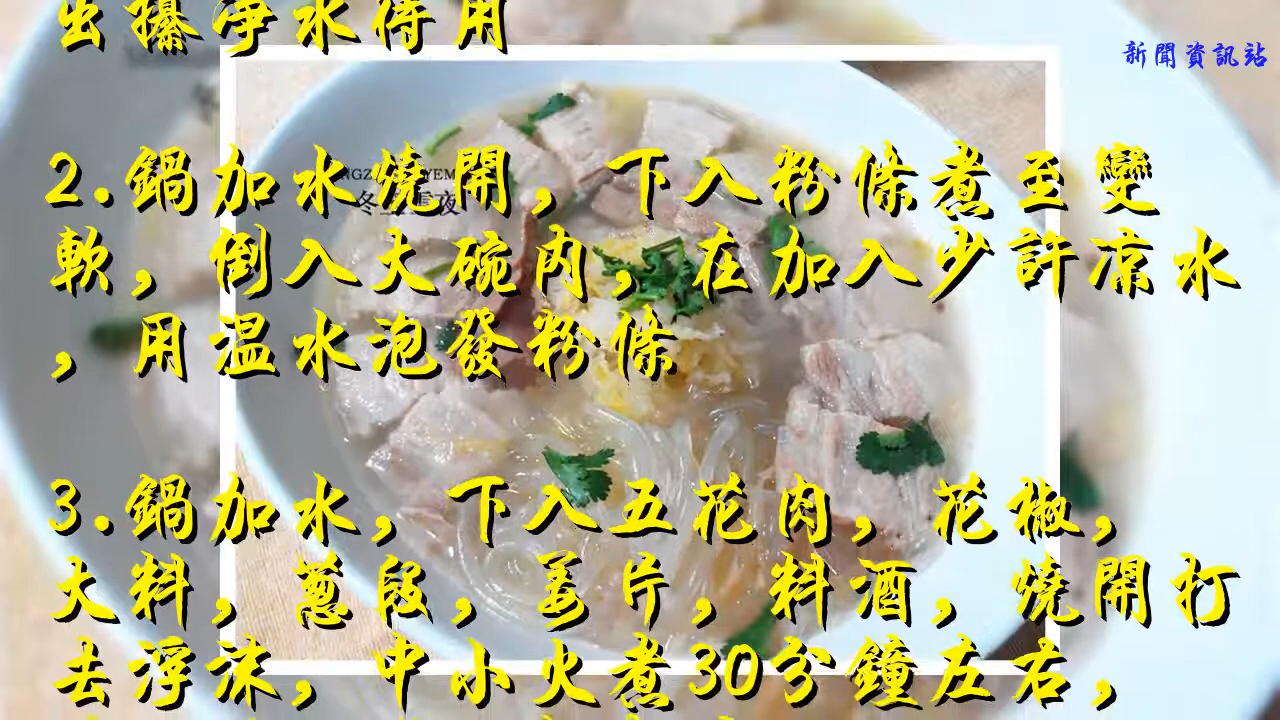 出攥凈水待用
新聞資訊站
2.鍋加水燒開，下入粉條煮至變
軟，倒入大碗內，在加入少許涼水
，用溫水泡發粉條
3.鍋加水，下入五花肉，花椒，
大料，蔥段，姜片，料酒，燒開打
去浮沫，中小火煮30分鐘左右，